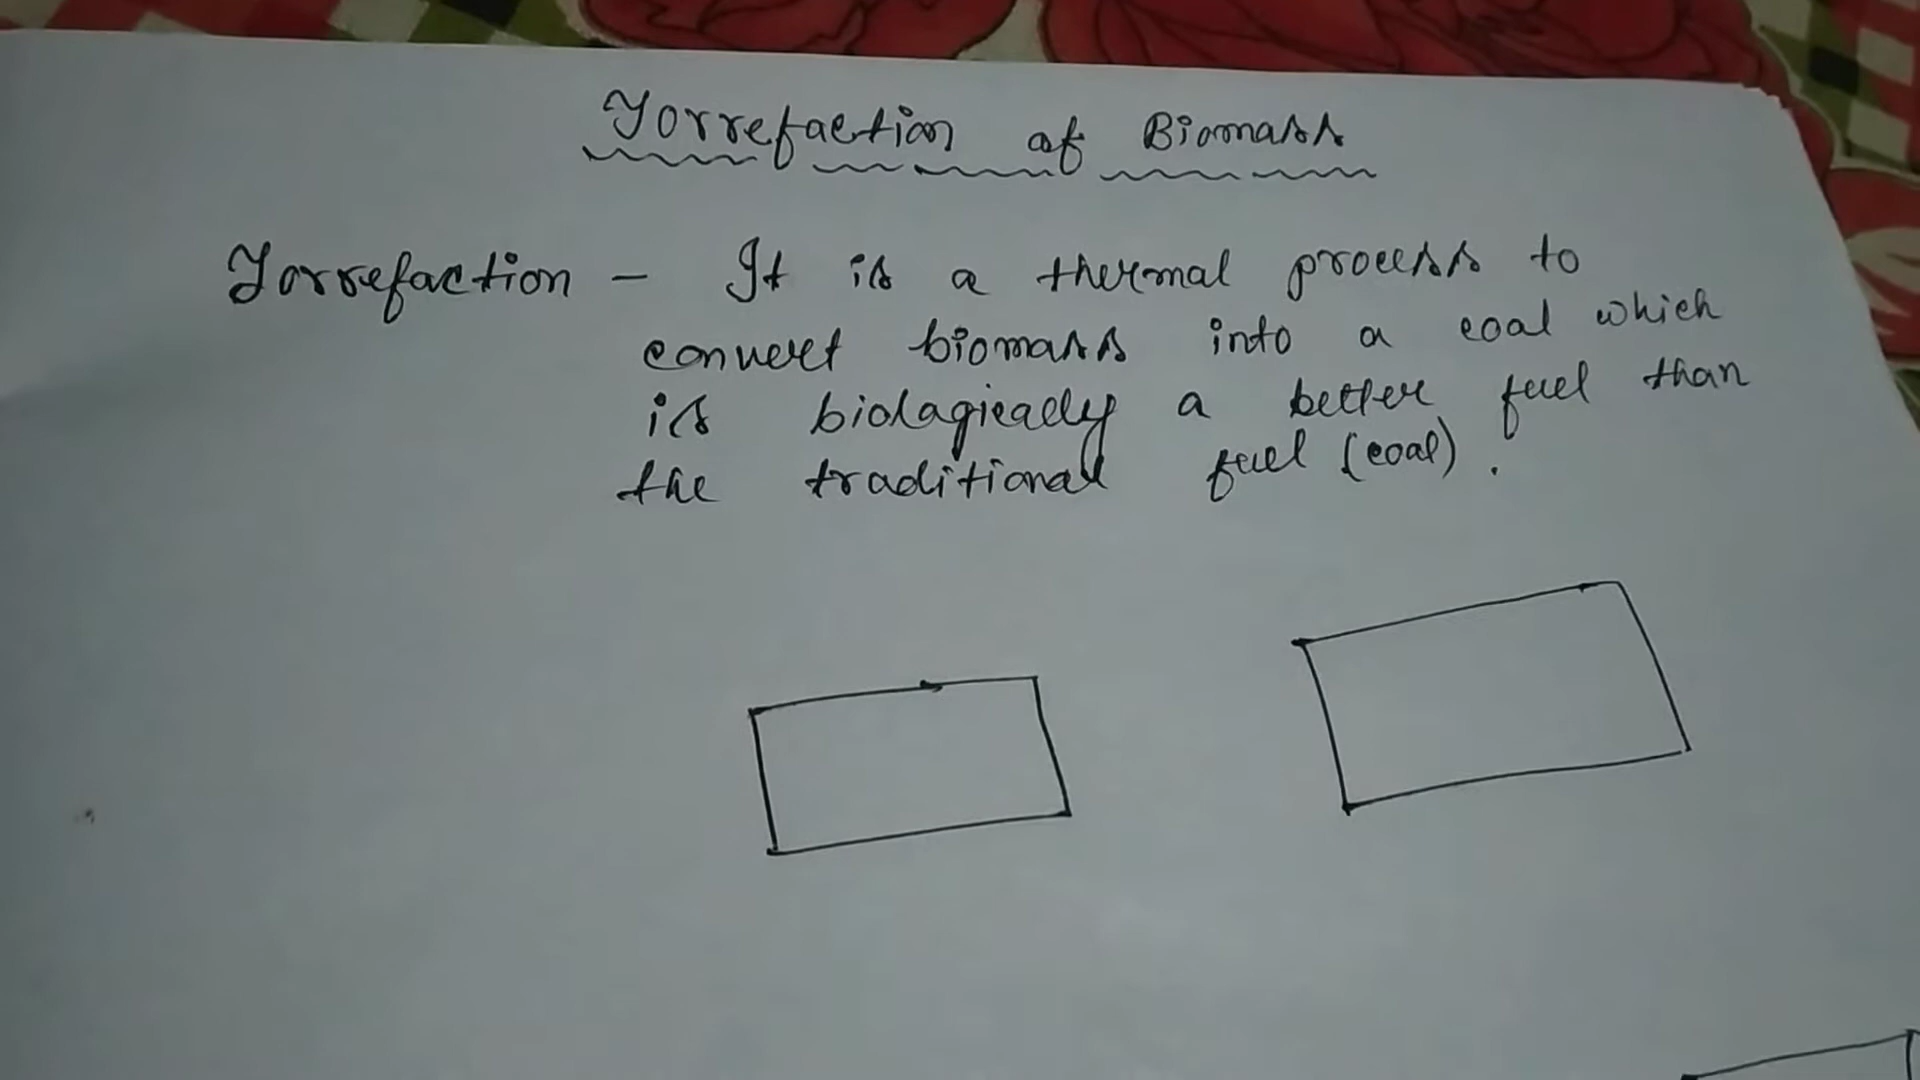 Torrefaction of Biomass
Torrefaction - It is a thermal process to
convert biomass into a coal which
is biologically a better fuel than
the traditional fuel (coal).